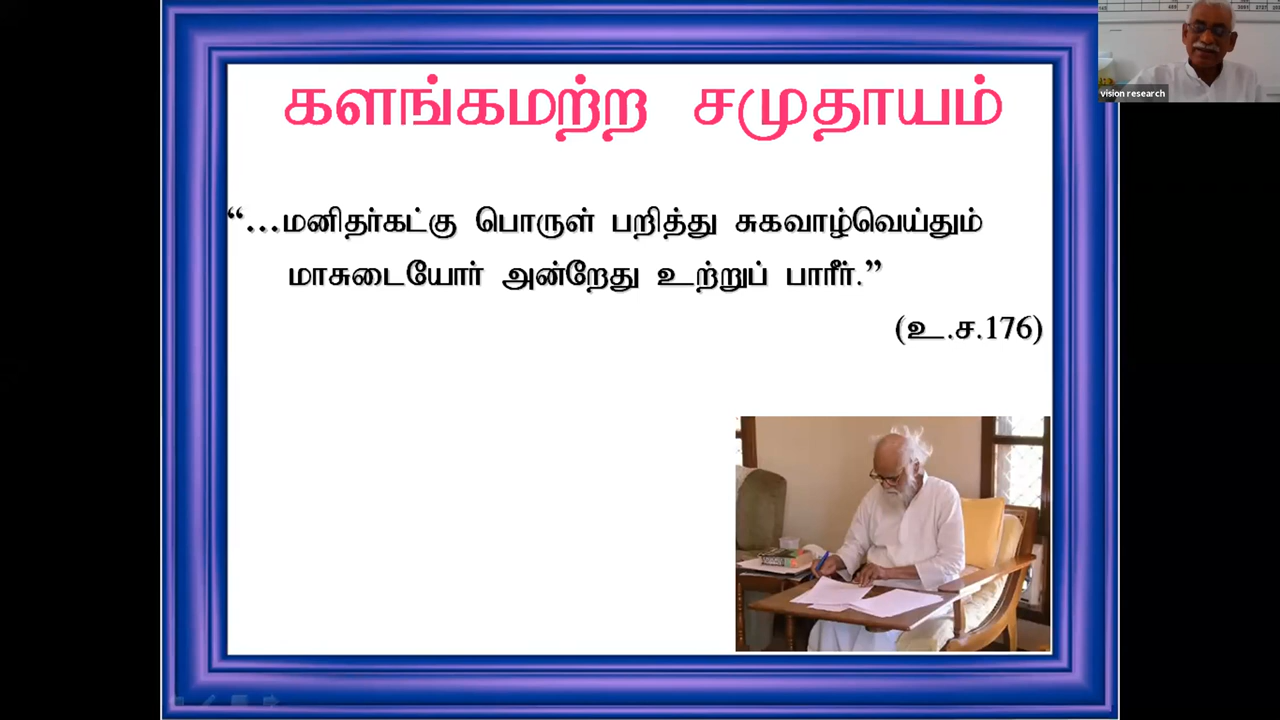 களங்கமற்ற சமுதாயம்
“...மனிதர்கட்கு பொருள் பறித்து சுகவாழ்வெய்தும்
மாசுடையோர் அன்றேது உற்றுப் பாரீர்.”
(உ.ச.176)
vision research